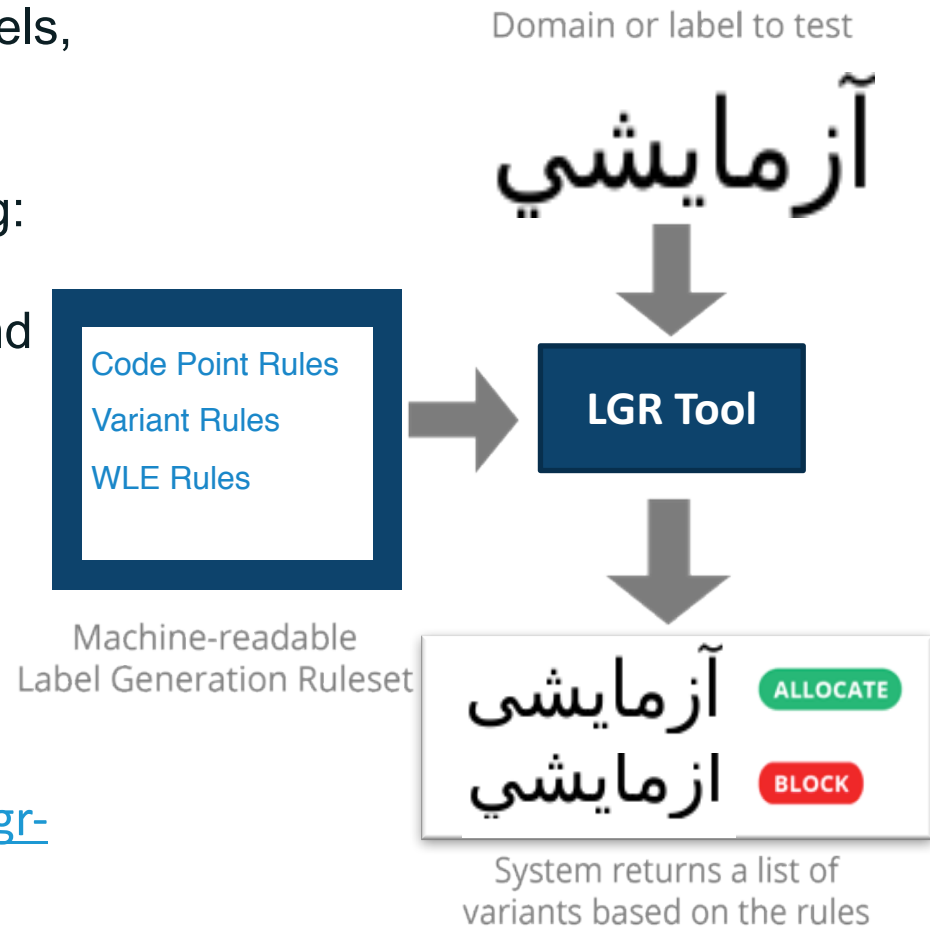 els,
g:
nd
gr-
Domain or label to test
آزمايشي
Code Point Rules
Variant Rules
WLE Rules
LGR Tool
Machine-readable
Label Generation Ruleset
آزمایشی ALLOCATE
ازمايشي BLOCK
System returns a list of
variants based on the rules